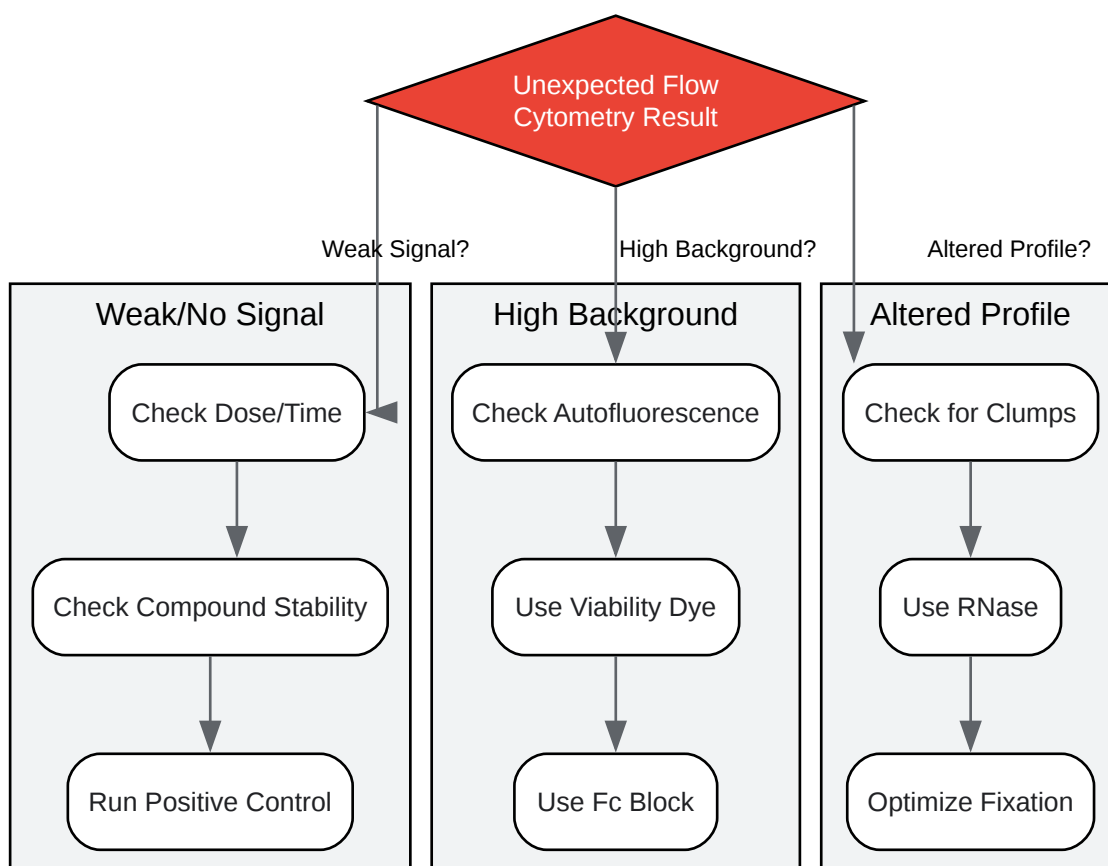 Unexpected Flow
Cytometry Result
Weak Signal?
High Background?
Altered Profile?
Weak/No Signal
High Background
Altered Profile
Check Dose/Time
Check Autofluorescence
Check for Clumps
Check Compound Stability
Use Viability Dye
Use RNase
Run Positive Control
Use Fc Block
Optimize Fixation